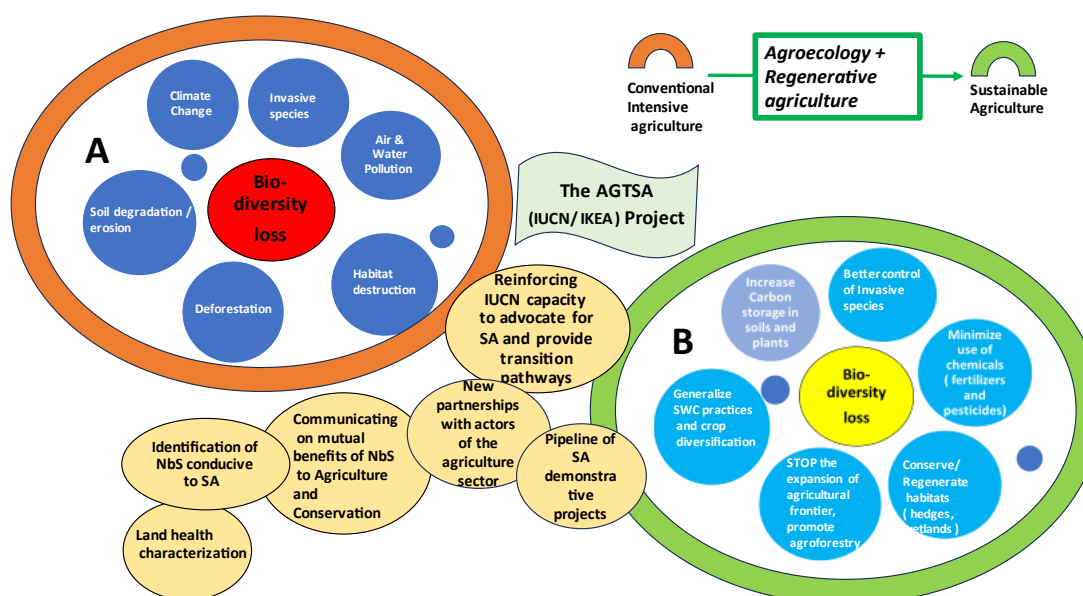 A
Climate
Change
Invasive
species
Air &
Water
Pollution
Soil degradation /
erosion
Bio-
diversity
loss
Habitat
destruction
Deforestation
Conventional
Intensive
agriculture
Agroecology +
Regenerative
agriculture
Sustainable
Agriculture
The AGTSA
(IUCN/ IKEA) Project
Reinforcing
IUCN capacity
to advocate for
SA and provide
transition
pathways
New
partnerships
with actors of
the
agriculture
sector
Communicating
on mutual
benefits of NbS
to Agriculture
and
Conservation
Identification of
NbS conducive
to SA
Land health
characterization
Pipeline of
SA
demonstra
tive
projects
B
Increase
Carbon
storage in
soils and
plants
Better control
of Invasive
species
Minimize
use of
chemicals
( fertilizers
and
pesticides)
Bio-
diversity
loss
Generalize
SWC practices
and crop
diversification
STOP the
expansion of
agricultural
frontier,
promote
agroforestry
Conserve/
Regenerate
habitats
( hedges,
wetlands )